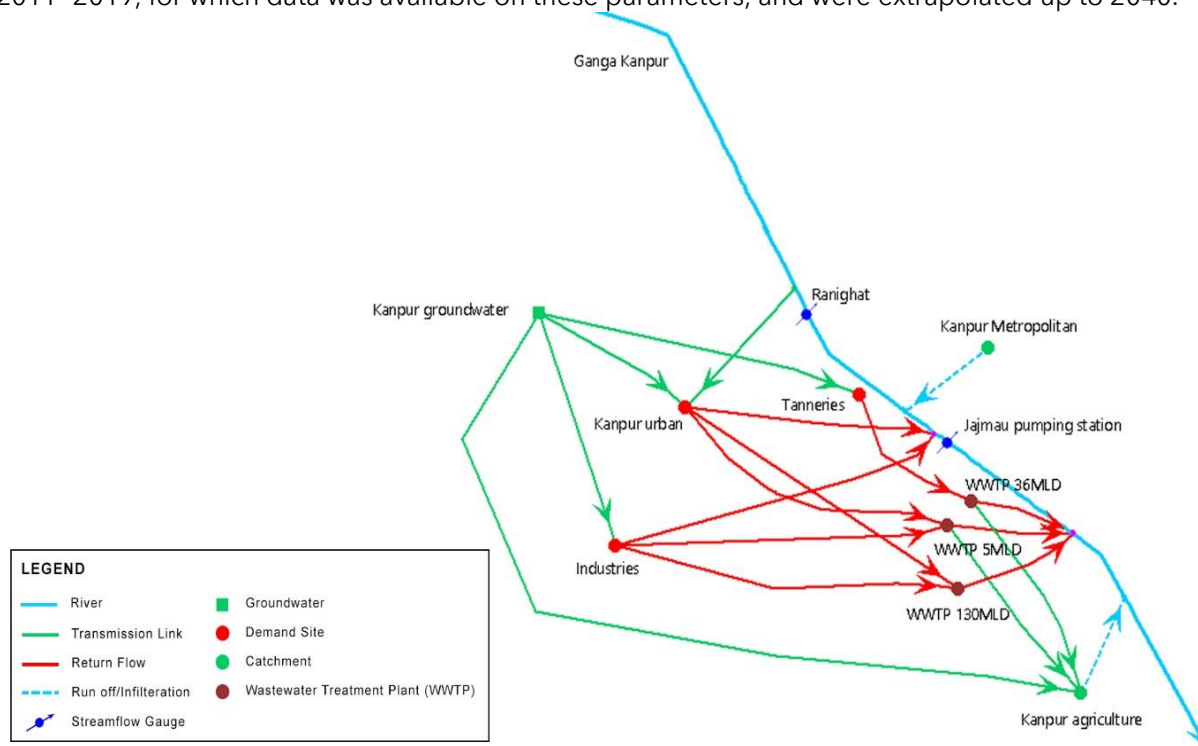 2011–2019, for which data was available on these parameters, and were extrapolated up to 2040.
Ganga Kanpur
Ranighat
Kanpur groundwater
Kanpur Metropolitan
Tanneries
Kanpur urban
Jajmau pumping station
WWTP 36MLD
WWTP 5MLD
Industries
WWTP 130MLD
Kanpur agriculture
LEGEND
River
Groundwater
Transmission Link
Demand Site
Return Flow
Catchment
Run off/Infilteration
Wastewater Treatment Plant (WWTP)
Streamflow Gauge